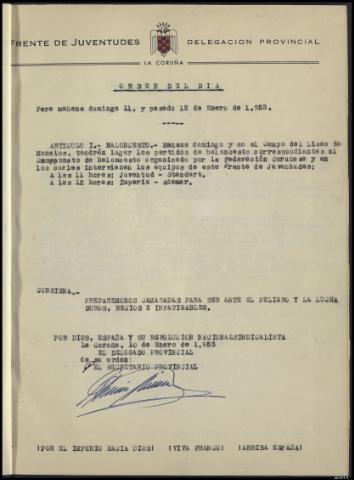 FRENTE DE JUVENTUDES DELEGACION PROVINCIAL
LA CORUÑA
ORDEN DEL DIA
Para mañana domingo 11, y pasado 12 de Enero de 1,953.
-----
ARTICULO I.- BALONCESTO.- Mañana domingo y en el Campo del Liceo de
Monelos, tendrán lugar los partidos de baloncesto correspondientes al
Campeonato de Baloncesto organizado por la Federación Coruñesa y en
los cuales intervienen los equipos de este Frente de Juventudes;
A las 11 horas; Juventud - Standart.
A las 12 horas; Imperio - Ademar.
CONSIGNA.-
PREPAREMONOS CAMARADAS PARA SER ANTE EL PELIGRO Y LA LUCHA
DUROS, RECIOS E INFATIGABLES.
POR DIOS, ESPAÑA Y SU REVOLUCION NACIONALSINDICALISTA
La Coruña, 10 de Enero de 1,953
EL DELEGADO PROVINCIAL
de su orden;
EL SECRETARIO PROVINCIAL
¡POR EL IMPERIO HACIA DIOS! ¡VIVA FRANCO! ¡ARRIBA ESPAÑA!